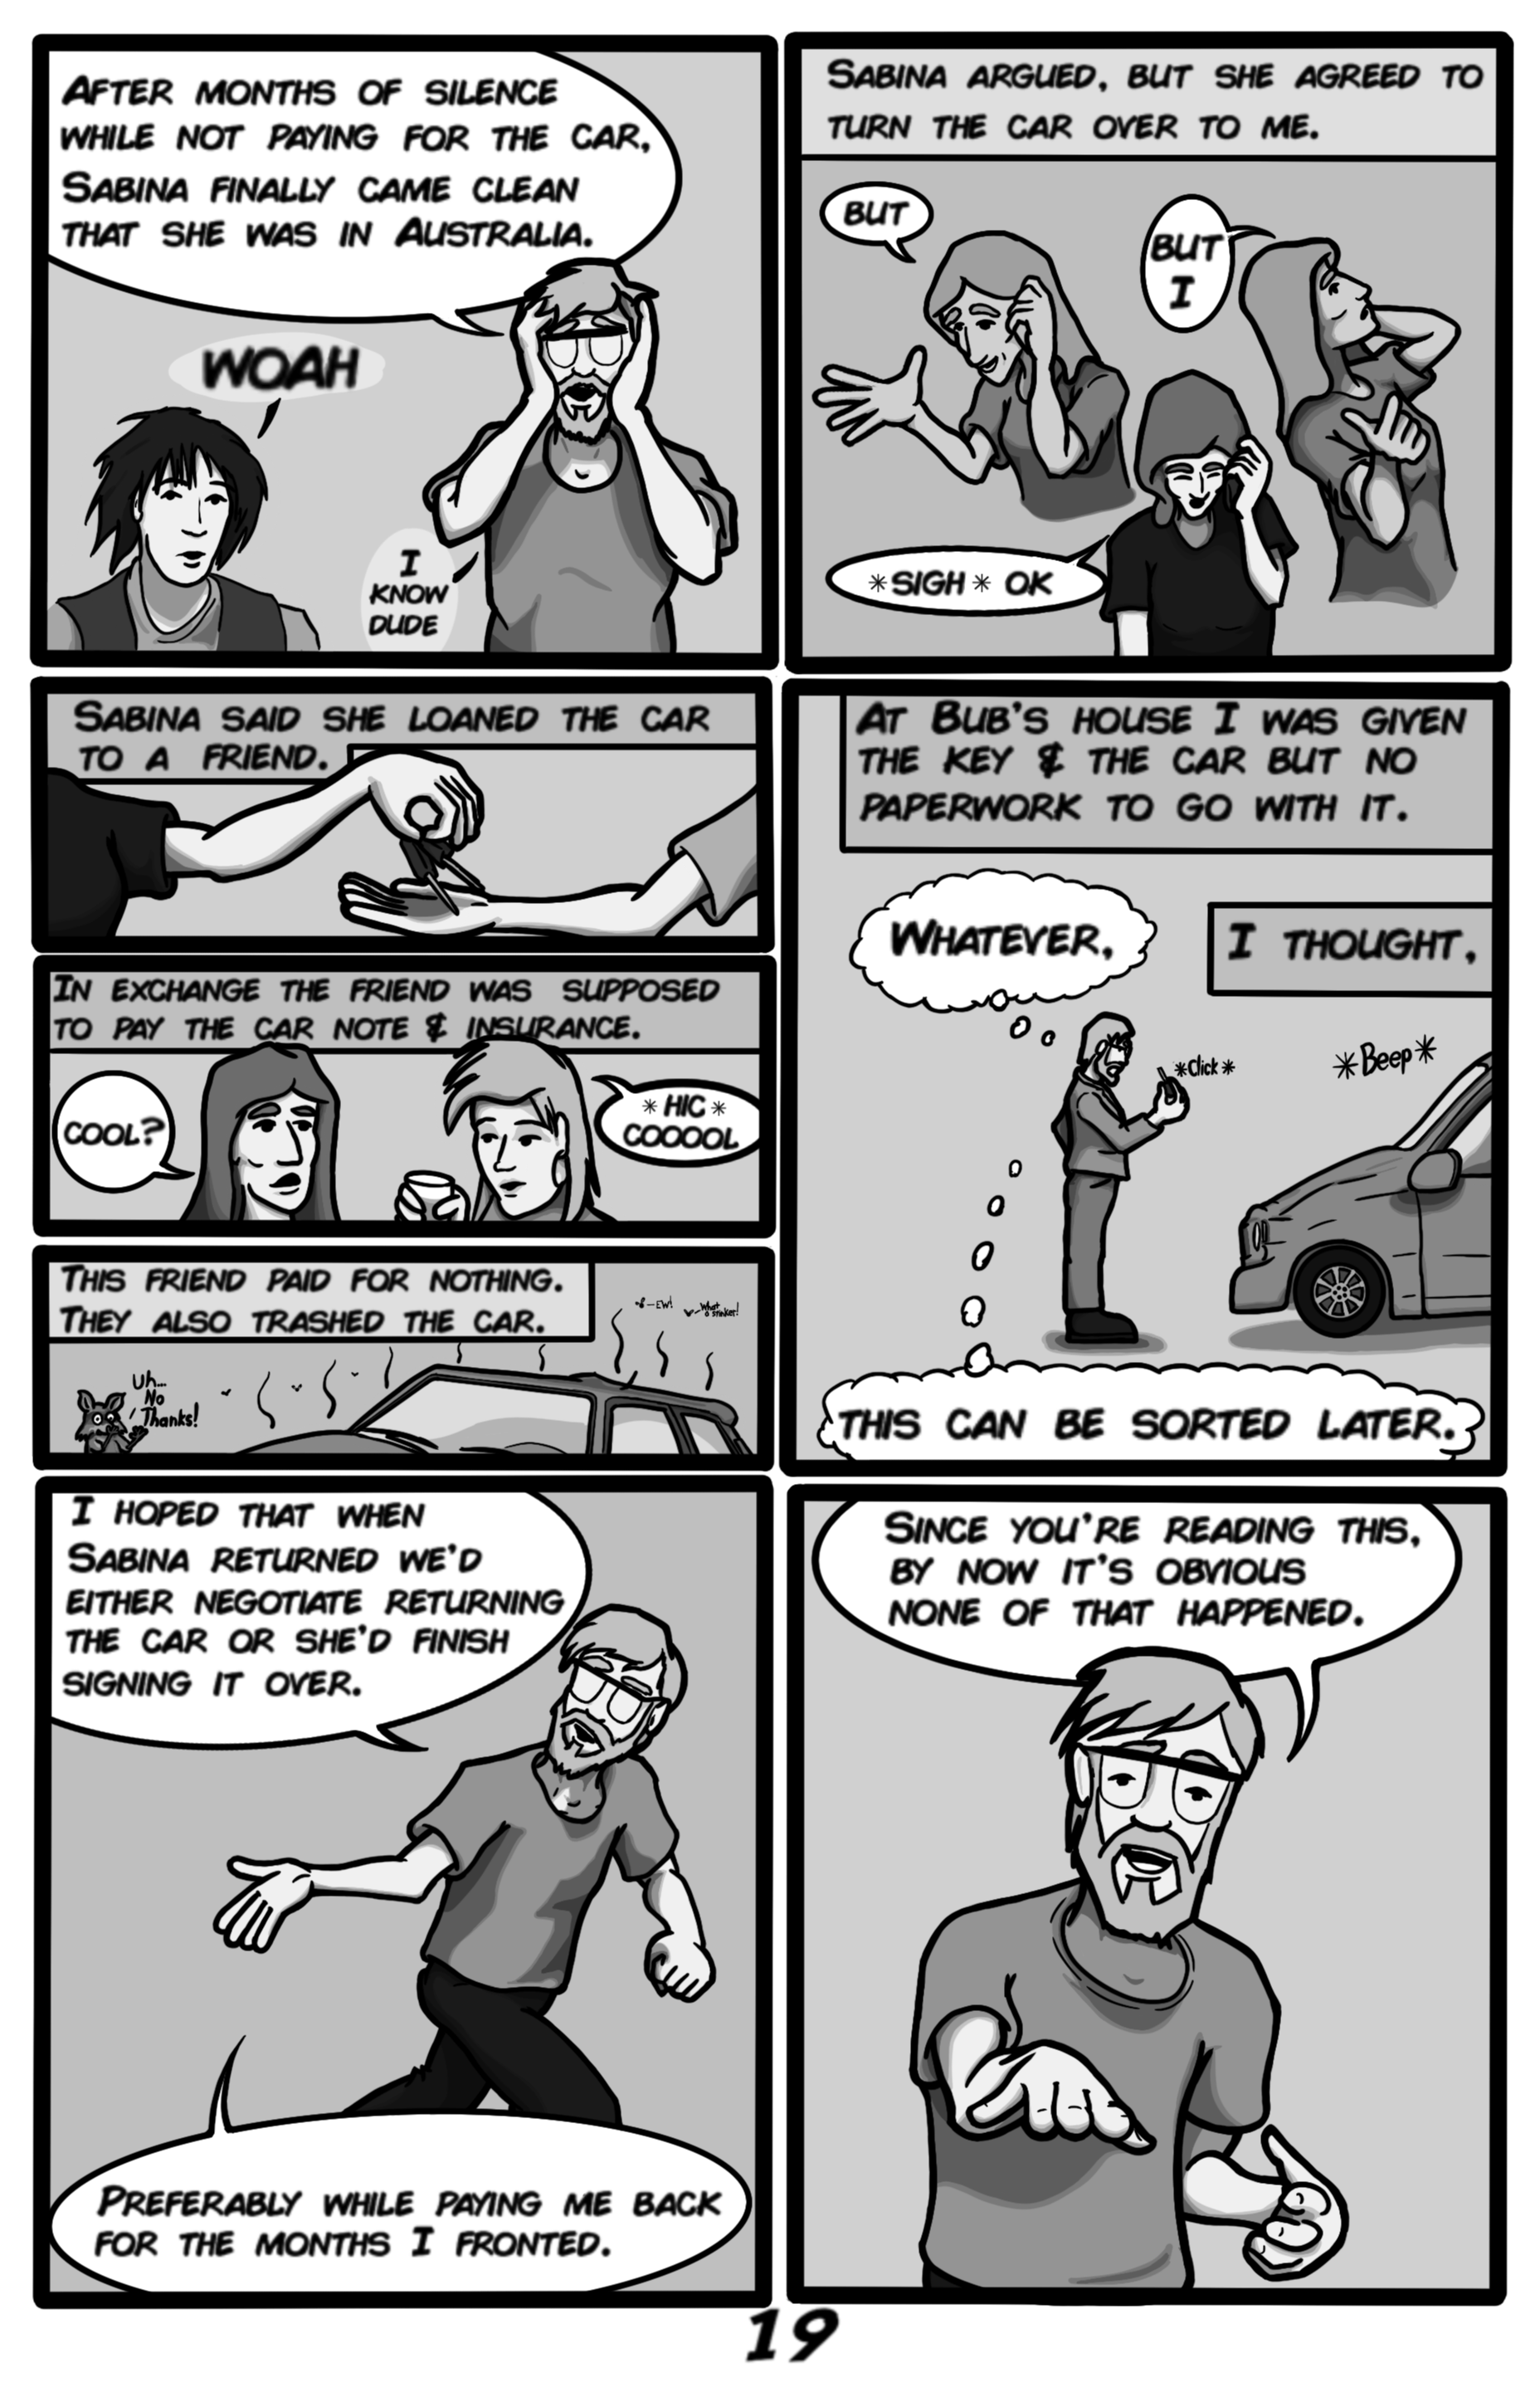 AFTER MONTHS OF SILENCE
WHILE NOT PAYING FOR THE CAR,
SABINA FINALLY CAME CLEAN
THAT SHE WAS IN AUSTRALIA.
WOAH
I
KNOW
DUDE
SABINA ARGUED, BUT SHE AGREED TO
TURN THE CAR OVER TO ME.
BUT
BUT
I
*SIGH* OK
SABINA SAID SHE LOANED THE CAR
TO A FRIEND.
IN EXCHANGE THE FRIEND WAS SUPPOSED
TO PAY THE CAR NOTE & INSURANCE.
COOL?
*HIC*
COOOOL
THIS FRIEND PAID FOR NOTHING.
THEY ALSO TRASHED THE CAR.
-EW!
-What
a stinker!
Uh...
No
Thanks!
AT BUB'S HOUSE I WAS GIVEN
THE KEY & THE CAR BUT NO
PAPERWORK TO GO WITH IT.
WHATEVER,
I THOUGHT,
*Click*
*Beep*
THIS CAN BE SORTED LATER.
I HOPED THAT WHEN
SABINA RETURNED WE'D
EITHER NEGOTIATE RETURNING
THE CAR OR SHE'D FINISH
SIGNING IT OVER.
PREFERABLY WHILE PAYING ME BACK
FOR THE MONTHS I FRONTED.
SINCE YOU'RE READING THIS,
BY NOW IT'S OBVIOUS
NONE OF THAT HAPPENED.
19